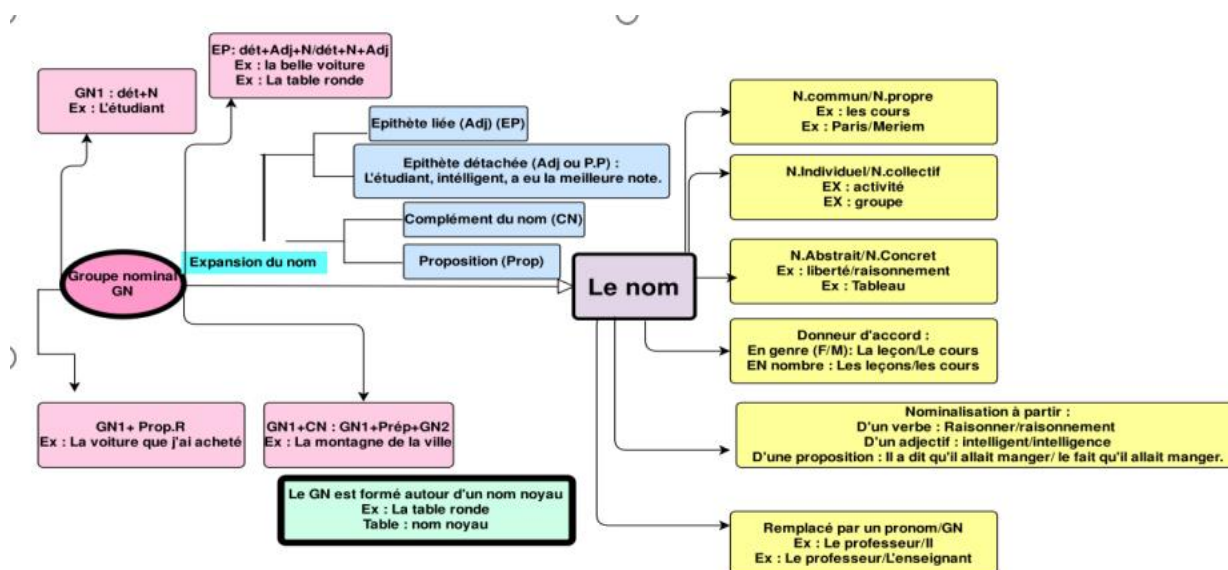 EP: dét+Adj+N/dét+N+Adj
Ex : la belle voiture
Ex : La table ronde
GN1 : dét+N
Ex : L'étudiant
Epithète liée (Adj) (EP)
Epithète détachée (Adj ou P.P) :
L'étudiant, intélligent, a eu la meilleure note.
Complément du nom (CN)
Proposition (Prop)
Expansion du nom
Groupe nominal
GN
Le nom
GN1+ Prop.R
Ex : La voiture que j'ai acheté
GN1+CN : GN1+Prép+GN2
Ex : La montagne de la ville
Le GN est formé autour d'un nom noyau
Ex : La table ronde
Table : nom noyau
N.commun/N.propre
Ex : les cours
Ex : Paris/Meriem
N.Individuel/N.collectif
EX : activité
EX : groupe
N.Abstrait/N.Concret
Ex : liberté/raisonnement
Ex : Tableau
Donneur d'accord :
En genre (F/M): La leçon/Le cours
EN nombre : Les leçons/les cours
Nominalisation à partir :
D'un verbe : Raisonner/raisonnement
D'un adjectif : intelligent/intelligence
D'une proposition : Il a dit qu'il allait manger/ le fait qu'il allait manger.
Remplacé par un pronom/GN
Ex : Le professeur/Il
Ex : Le professeur/L'enseignant